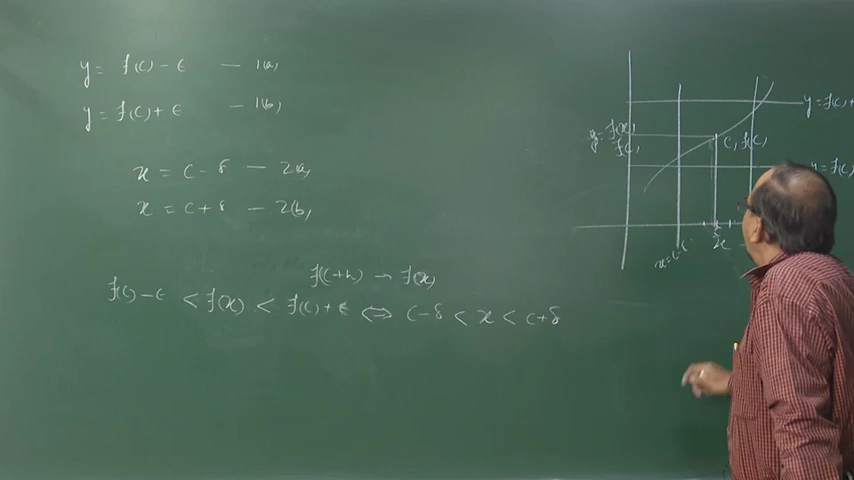 y = f(c) - ε — 1(a)
y = f(c) + ε — 1(b)
x = c - δ — 2(a)
x = c + δ — 2(b)
f(c+h) → f(x)
f(c) - ε < f(x) < f(c) + ε ⇔ c - δ < x < c + δ
y = f(c) +
y = f(x)
f(c)
c, f(c)
y = f(c)
x = c - δ
x